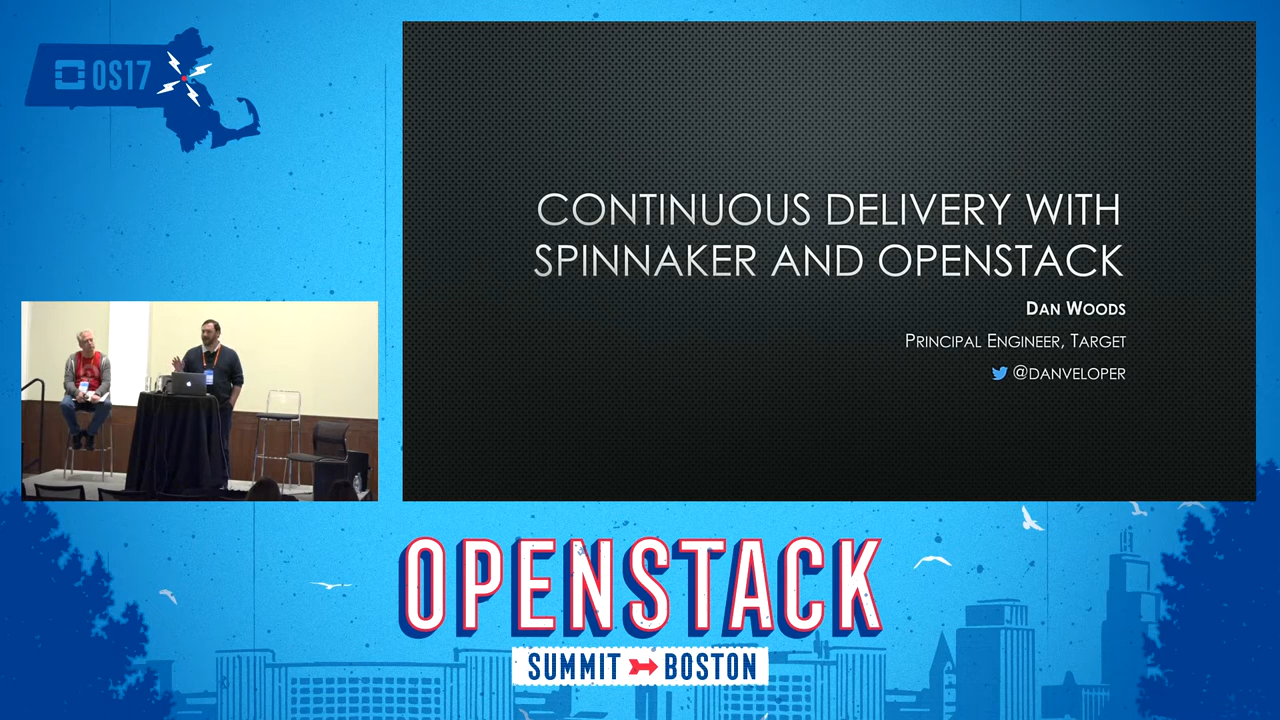 OS17
CONTINUOUS DELIVERY WITH
SPINNAKER AND OPENSTACK
DAN WOODS
PRINCIPAL ENGINEER, TARGET
@DANVELOPER
OPENSTACK
SUMMIT BOSTON